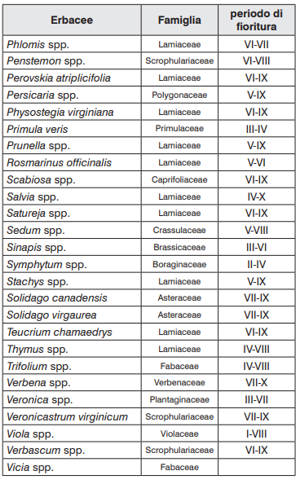 Erbacee Famiglia periodo di fioritura
Phlomis spp. Lamiaceae VI-VII
Penstemon spp. Scrophulariaceae VI-VIII
Perovskia atriplicifolia Lamiaceae VI-IX
Persicaria spp. Polygonaceae V-IX
Physostegia virginiana Lamiaceae VI-IX
Primula veris Primulaceae III-IV
Prunella spp. Lamiaceae V-IX
Rosmarinus officinalis Lamiaceae V-VI
Scabiosa spp. Caprifoliaceae VI-IX
Salvia spp. Lamiaceae IV-X
Satureja spp. Lamiaceae VI-IX
Sedum spp. Crassulaceae V-VIII
Sinapis spp. Brassicaceae III-VI
Symphytum spp. Boraginaceae II-IV
Stachys spp. Lamiaceae V-IX
Solidago canadensis Asteraceae VII-IX
Solidago virgaurea Asteraceae VII-IX
Teucrium chamaedrys Lamiaceae VI-IX
Thymus spp. Lamiaceae IV-VIII
Trifolium spp. Fabaceae IV-VIII
Verbena spp. Verbenaceae VII-X
Veronica spp. Plantaginaceae III-VII
Veronicastrum virginicum Scrophulariaceae VII-IX
Viola spp. Violaceae I-VIII
Verbascum spp. Scrophulariaceae VI-IX
Vicia spp. Fabaceae